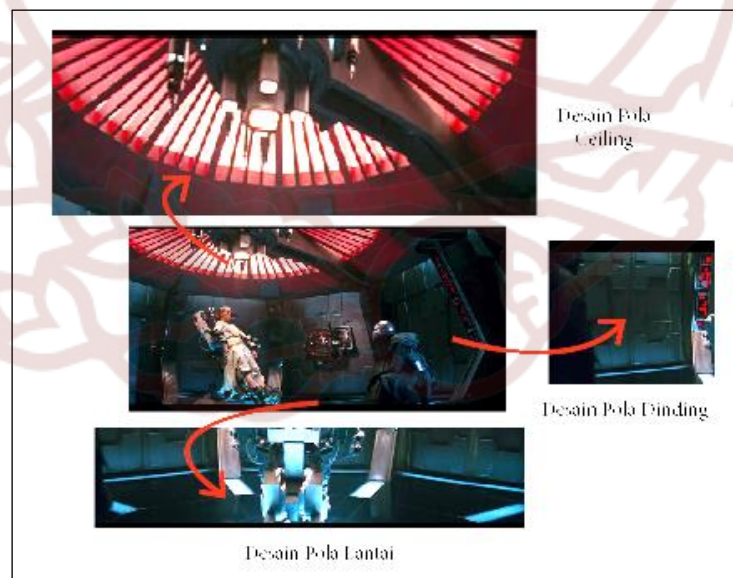 Desain Pola
Ceiling
Desain Pola Dinding
Desain Pola Lantai